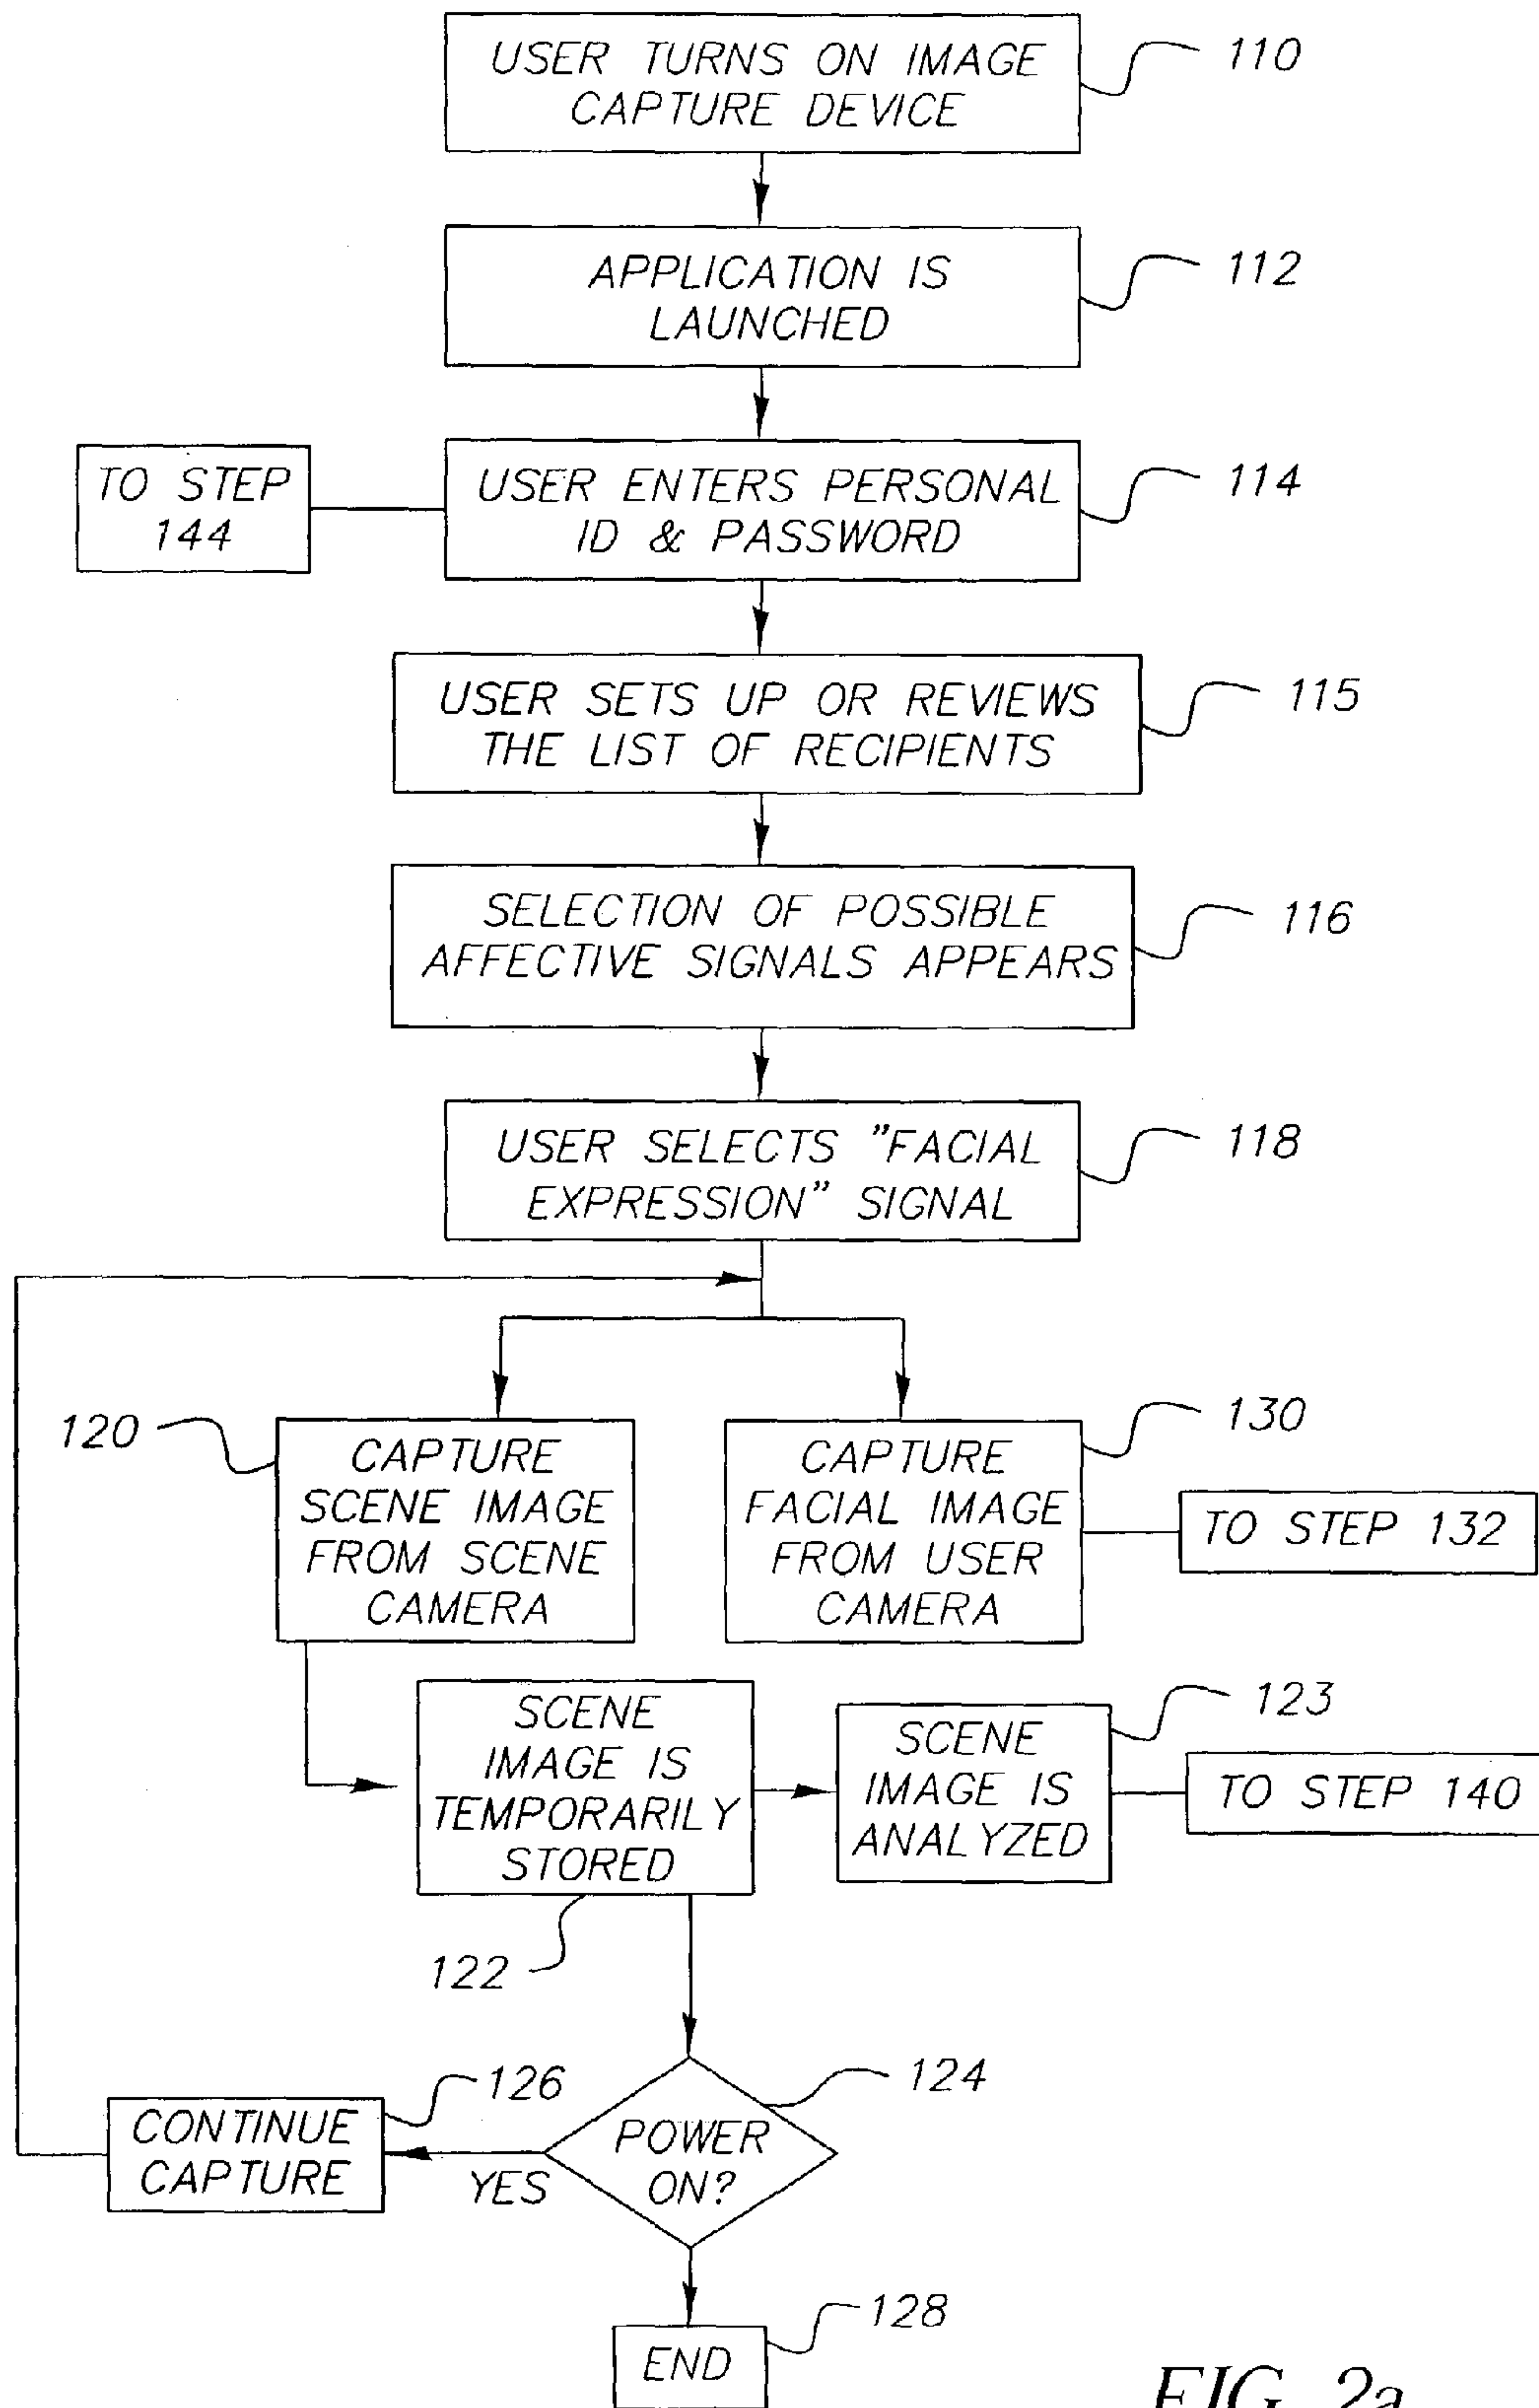 USER TURNS ON IMAGE
CAPTURE DEVICE
110
APPLICATION IS
LAUNCHED
112
TO STEP
144
USER ENTERS PERSONAL
ID & PASSWORD
114
USER SETS UP OR REVIEWS
THE LIST OF RECIPIENTS
115
SELECTION OF POSSIBLE
AFFECTIVE SIGNALS APPEARS
116
USER SELECTS "FACIAL
EXPRESSION" SIGNAL
118
120
CAPTURE
SCENE IMAGE
FROM SCENE
CAMERA
CAPTURE
FACIAL IMAGE
FROM USER
CAMERA
130
TO STEP 132
SCENE
IMAGE IS
TEMPORARILY
STORED
122
SCENE
IMAGE IS
ANALYZED
123
TO STEP 140
POWER
ON?
124
YES
CONTINUE
CAPTURE
126
END
128
FIG. 2a